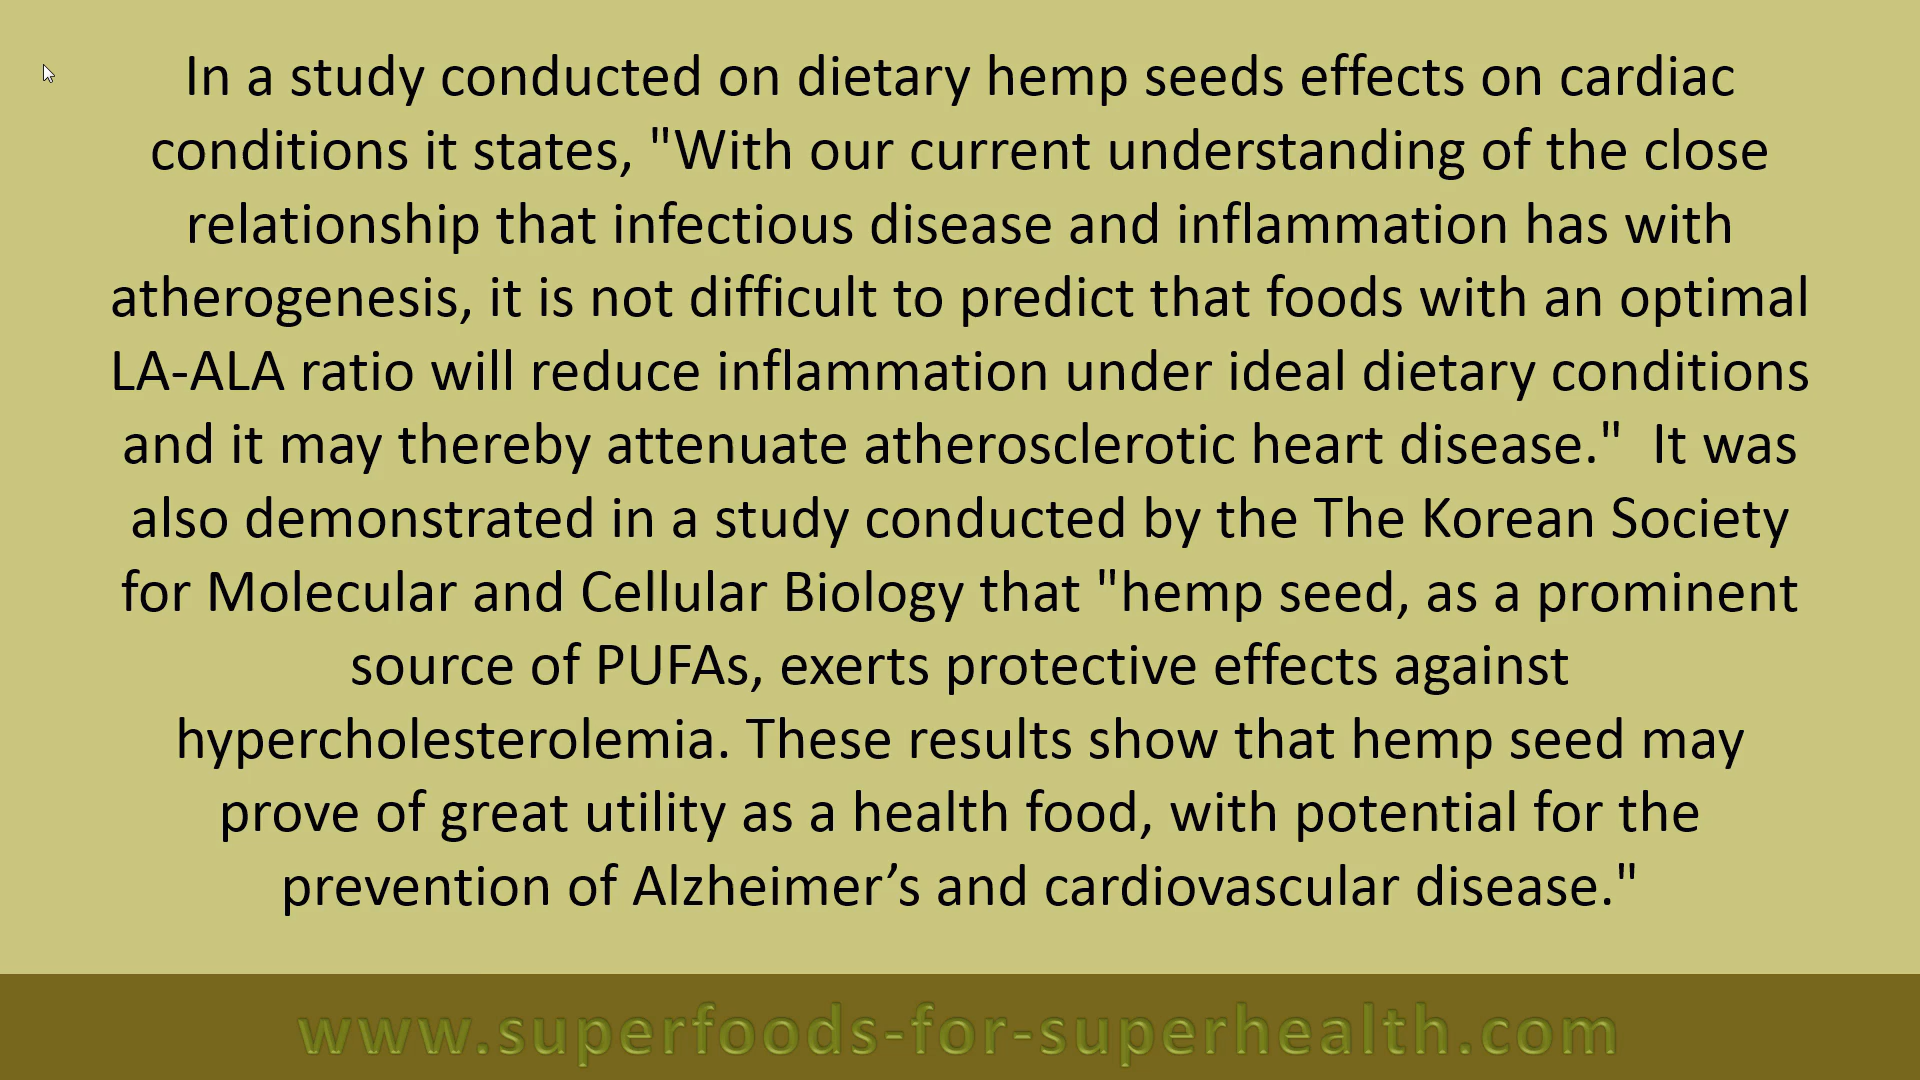 In a study conducted on dietary hemp seeds effects on cardiac
conditions it states, "With our current understanding of the close
relationship that infectious disease and inflammation has with
atherogenesis, it is not difficult to predict that foods with an optimal
LA-ALA ratio will reduce inflammation under ideal dietary conditions
and it may thereby attenuate atherosclerotic heart disease."  It was
also demonstrated in a study conducted by the The Korean Society
for Molecular and Cellular Biology that "hemp seed, as a prominent
source of PUFAs, exerts protective effects against
hypercholesterolemia. These results show that hemp seed may
prove of great utility as a health food, with potential for the
prevention of Alzheimer’s and cardiovascular disease."
www.superfoods-for-superhealth.com